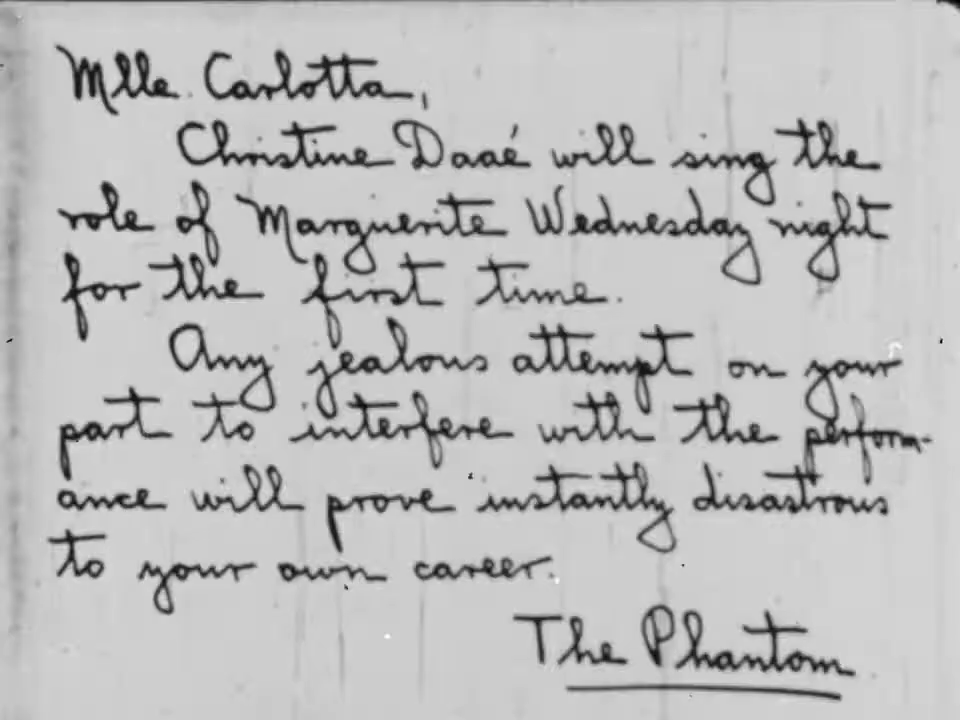 Mlle. Carlotta,
Christine Daaé will sing the
role of Marguerite Wednesday night
for the first time.
Any jealous attempt on your
part to interfere with the perform-
ance will prove instantly disastrous
to your own career.
The Phantom